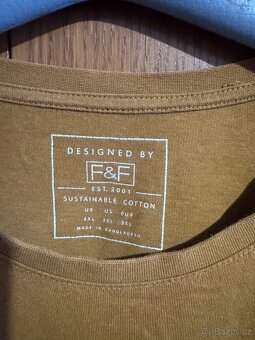 DESIGNED BY
F&F
EST. 2001
SUSTAINABLE COTTON
UK US EUR
3XL 2XL 3XL
MADE IN BANGLADESH